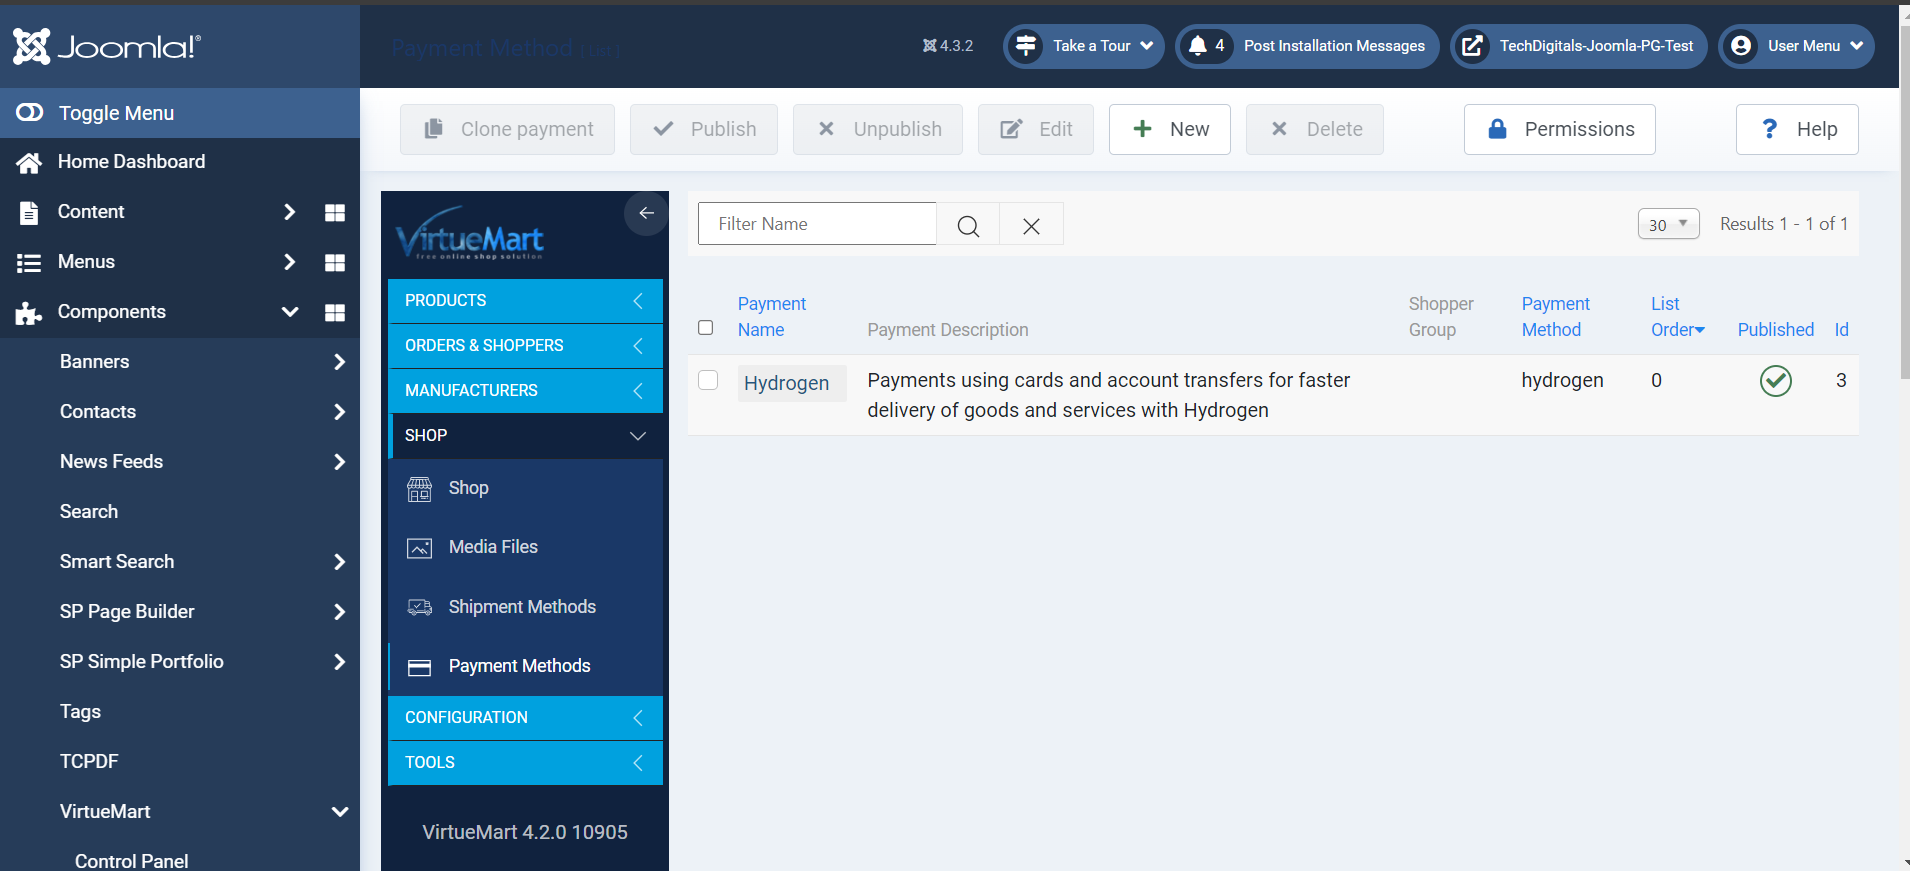 Joomla!®
Payment Method [ List ]
4.3.2
Take a Tour
4 Post Installation Messages
TechDigitals-Joomla-PG-Test
User Menu
Toggle Menu
Home Dashboard
Content
Menus
Components
Banners
Contacts
News Feeds
Search
Smart Search
SP Page Builder
SP Simple Portfolio
Tags
TCPDF
VirtueMart
Control Panel
Clone payment
Publish
Unpublish
Edit
New
Delete
Permissions
? Help
VirtueMart
free online shop solution
PRODUCTS
ORDERS & SHOPPERS
MANUFACTURERS
SHOP
Shop
Media Files
Shipment Methods
Payment Methods
CONFIGURATION
TOOLS
VirtueMart 4.2.0 10905
Filter Name
30
Results 1 - 1 of 1
Payment
Name
Payment Description
Shopper
Group
Payment
Method
List
Order
Published
Id
Hydrogen
Payments using cards and account transfers for faster
delivery of goods and services with Hydrogen
hydrogen
0
3